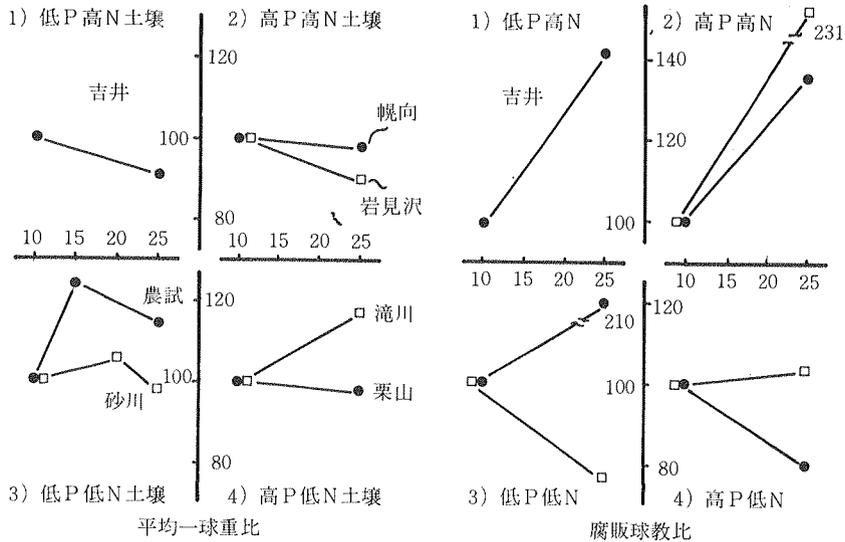 1) 低P高N土壌
2) 高P高N土壌
120
吉井
100
幌向
岩見沢
80
10 15 20 25
10 15 20 25
農試
120
滝川
100
砂川
栗山
80
3) 低P低N土壌
4) 高P低N土壌
平均一球重比
1) 低P高N
2) 高P高N
231
140
吉井
120
100
10 15 20 25
10 15 20 25
120
210
100
80
3) 低P低N
4) 高P低N
腐敗球教比